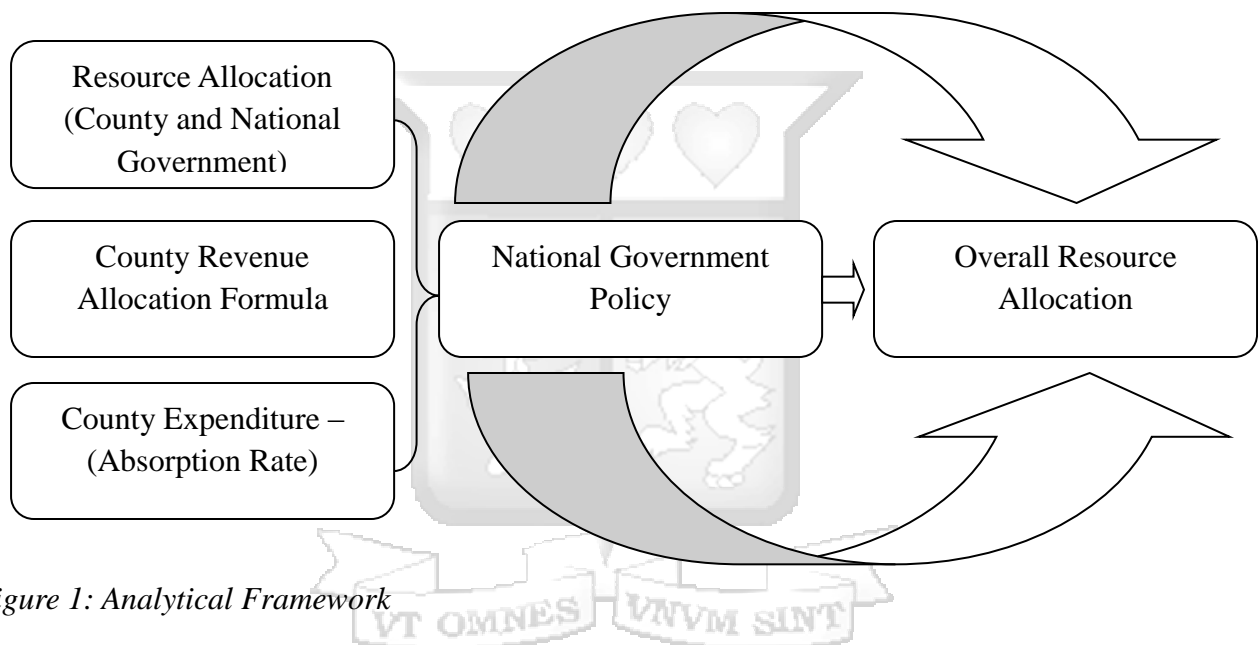 Resource Allocation
(County and National
Government)
County Revenue
Allocation Formula
County Expenditure –
(Absorption Rate)
National Government
Policy
Overall Resource
Allocation
igure 1: Analytical Framework
VT OMNES VNVM SINT